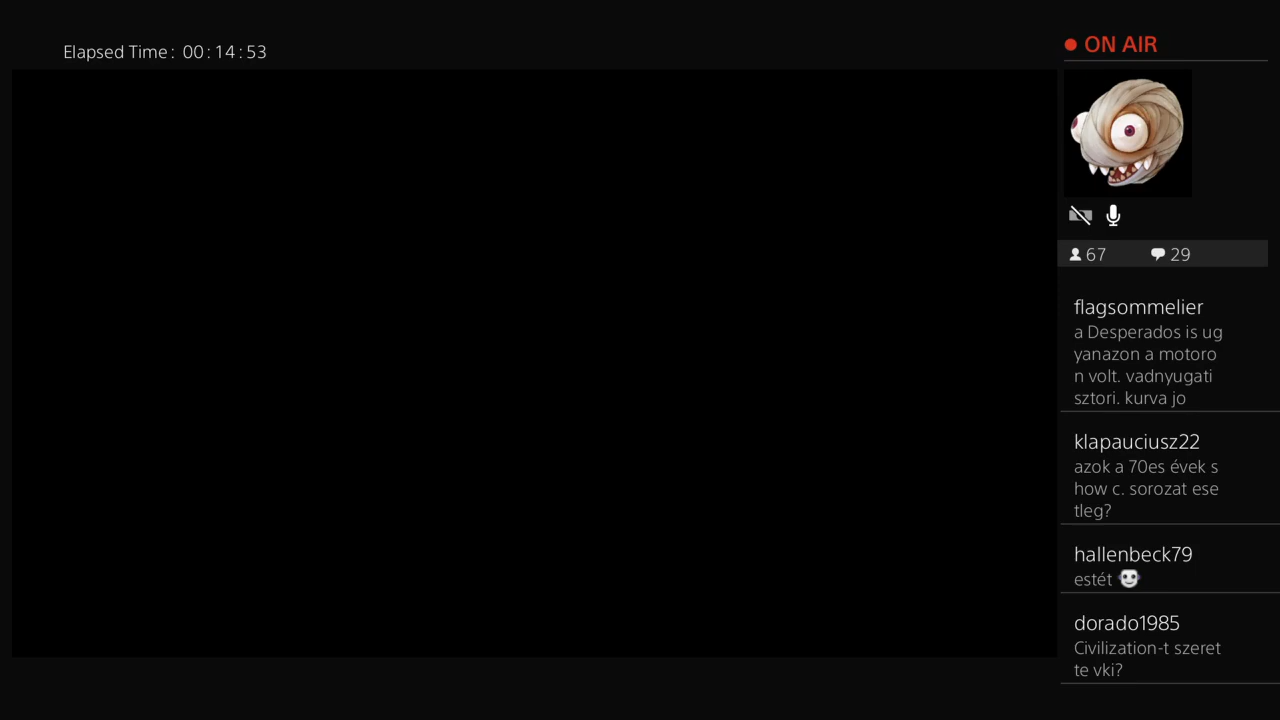 Elapsed Time: 00:14:53
ON AIR
67 29
flagsommelier
a Desperados is ug
yanazon a motoro
n volt. vadnyugati
sztori. kurva jo
klapauciusz22
azok a 70es évek s
how c. sorozat ese
tleg?
hallenbeck79
estét
dorado1985
Civilization-t szeret
te vki?